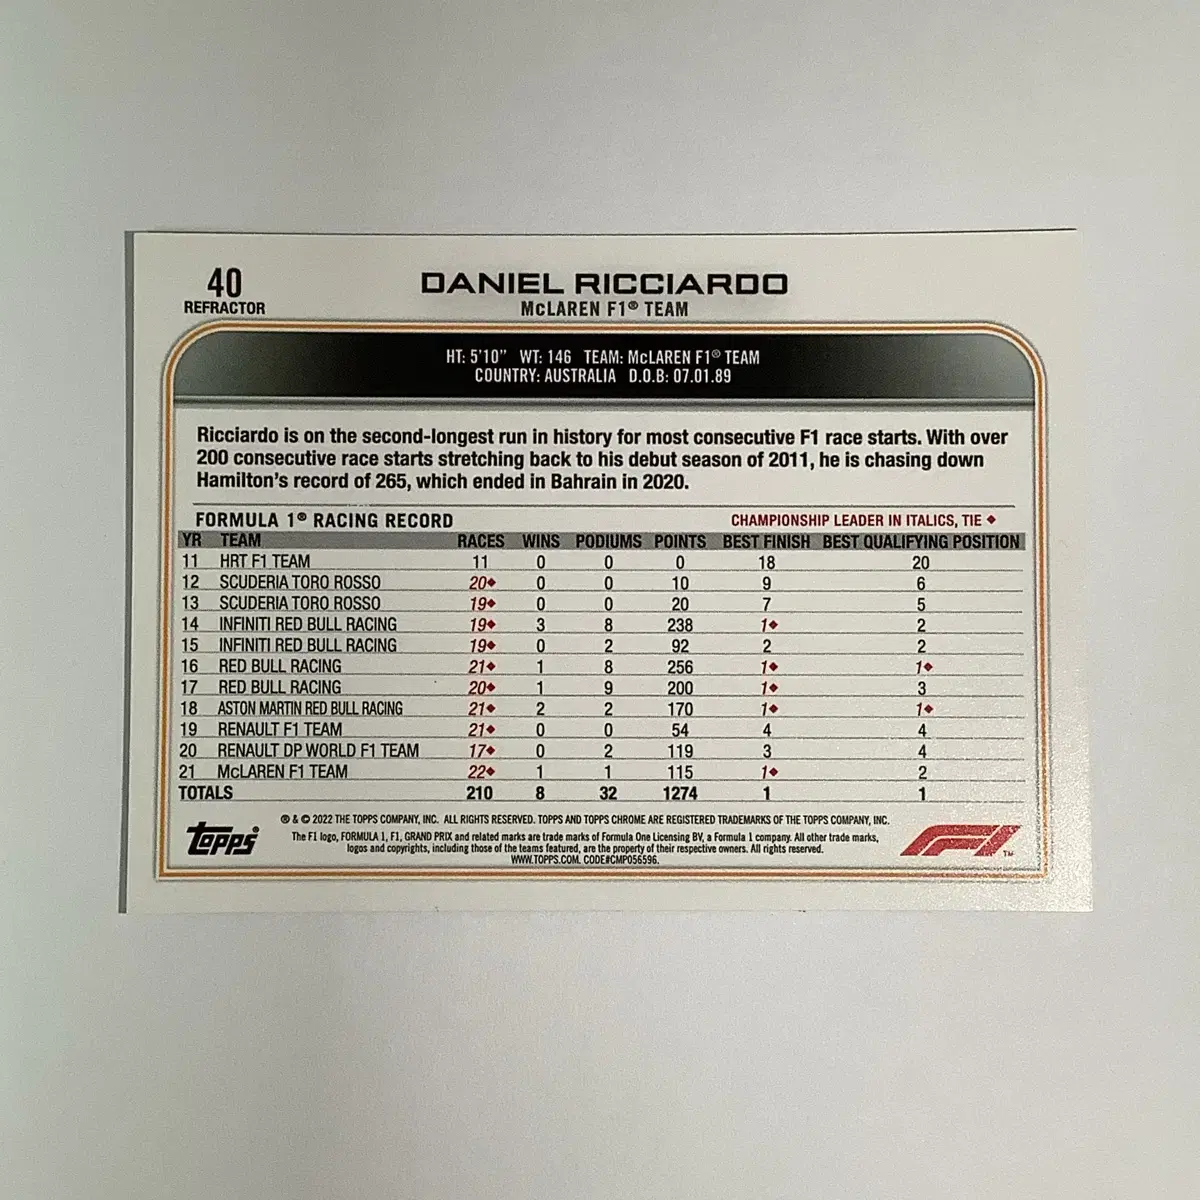 40
REFRACTOR
DANIEL RICCIARDO
McLAREN F1® TEAM
HT: 5'10" WT: 146 TEAM: McLAREN F1® TEAM
COUNTRY: AUSTRALIA D.O.B: 07.01.89
Ricciardo is on the second-longest run in history for most consecutive F1 race starts. With over
200 consecutive race starts stretching back to his debut season of 2011, he is chasing down
Hamilton's record of 265, which ended in Bahrain in 2020.
FORMULA 1® RACING RECORD CHAMPIONSHIP LEADER IN ITALICS, TIE ♦
YR TEAM RACES WINS PODIUMS POINTS BEST FINISH BEST QUALIFYING POSITION
11 HRT F1 TEAM 11 0 0 0 18 20
12 SCUDERIA TORO ROSSO 20♦ 0 0 10 9 6
13 SCUDERIA TORO ROSSO 19♦ 0 0 20 7 5
14 INFINITI RED BULL RACING 19♦ 3 8 238 1♦ 2
15 INFINITI RED BULL RACING 19♦ 0 2 92 2 2
16 RED BULL RACING 21♦ 1 8 256 1♦ 1♦
17 RED BULL RACING 20♦ 1 9 200 1♦ 3
18 ASTON MARTIN RED BULL RACING 21♦ 2 2 170 1♦ 1♦
19 RENAULT F1 TEAM 21♦ 0 0 54 4 4
20 RENAULT DP WORLD F1 TEAM 17♦ 0 2 119 3 4
21 McLAREN F1 TEAM 22♦ 1 1 115 1♦ 2
TOTALS 210 8 32 1274 1 1
® & © 2022 THE TOPPS COMPANY, INC. ALL RIGHTS RESERVED. TOPPS AND TOPPS CHROME ARE REGISTERED TRADEMARKS OF THE TOPPS COMPANY, INC.
The F1 logo, FORMULA 1, F1, GRAND PRIX and related marks are trade marks of Formula One Licensing BV, a Formula 1 company. All other trade marks,
logos and copyrights, including those of the teams featured, are the property of their respective owners. All rights reserved.
WWW.TOPPS.COM. CODE#CMP056596.
Topps
F1™